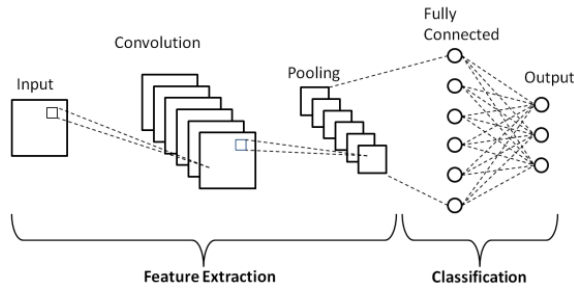 Fully
Connected
Convolution
Pooling
Input
Output
Feature Extraction
Classification